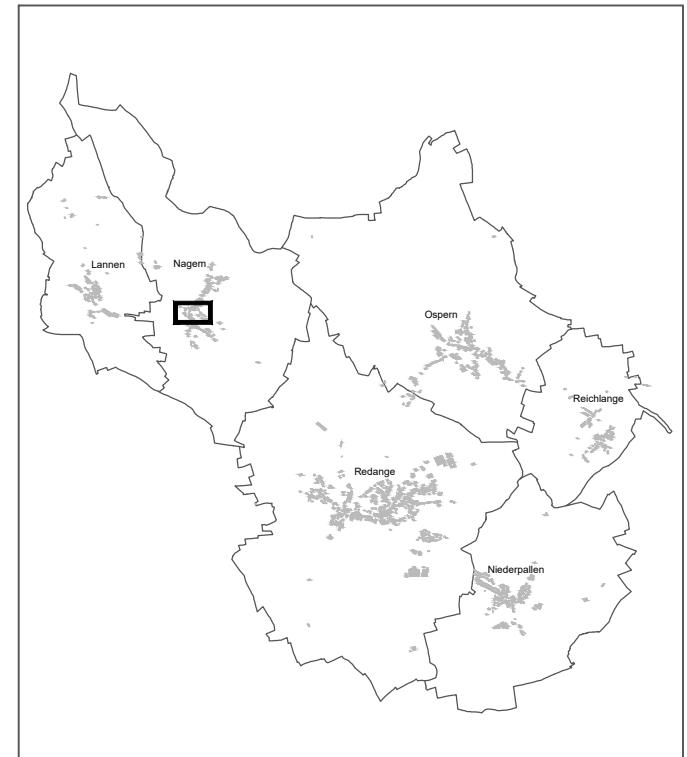 Lannen
Nagem
Ospern
Reichlange
Redange
Niederpallen